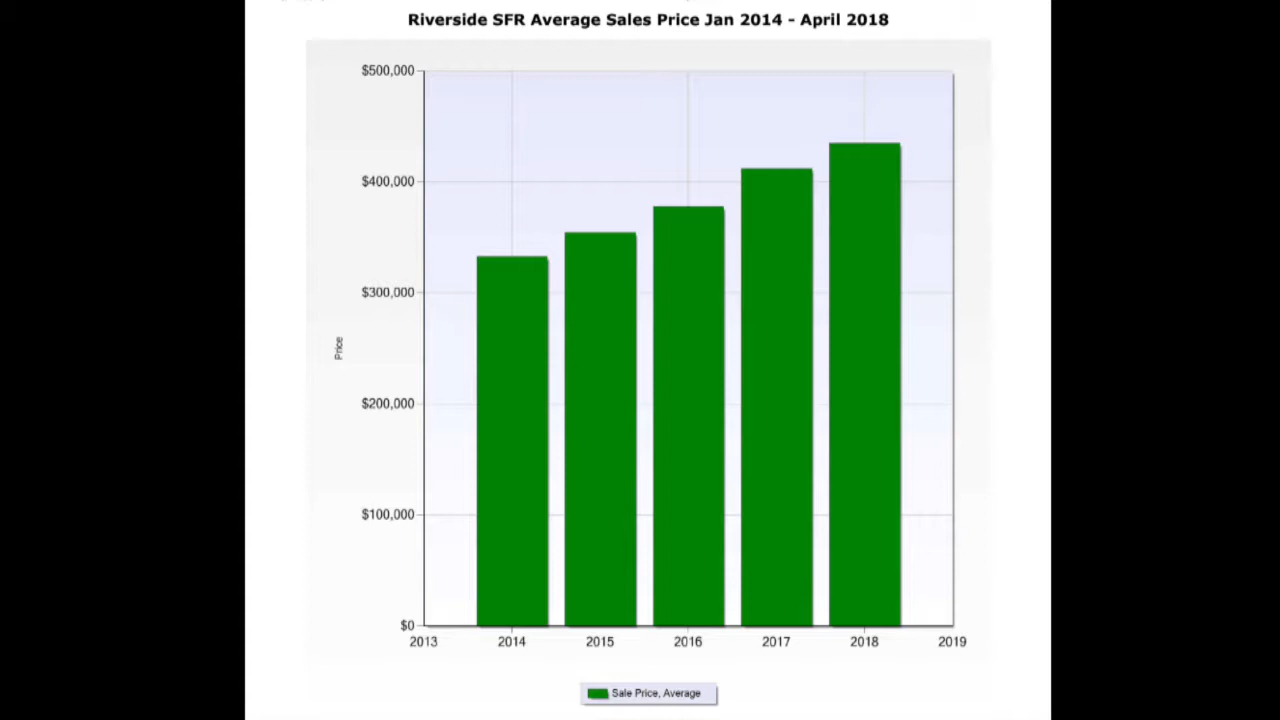 Riverside SFR Average Sales Price Jan 2014 - April 2018
$500,000
$400,000
$300,000
Price
$200,000
$100,000
$0
2013 2014 2015 2016 2017 2018 2019
Sale Price, Average